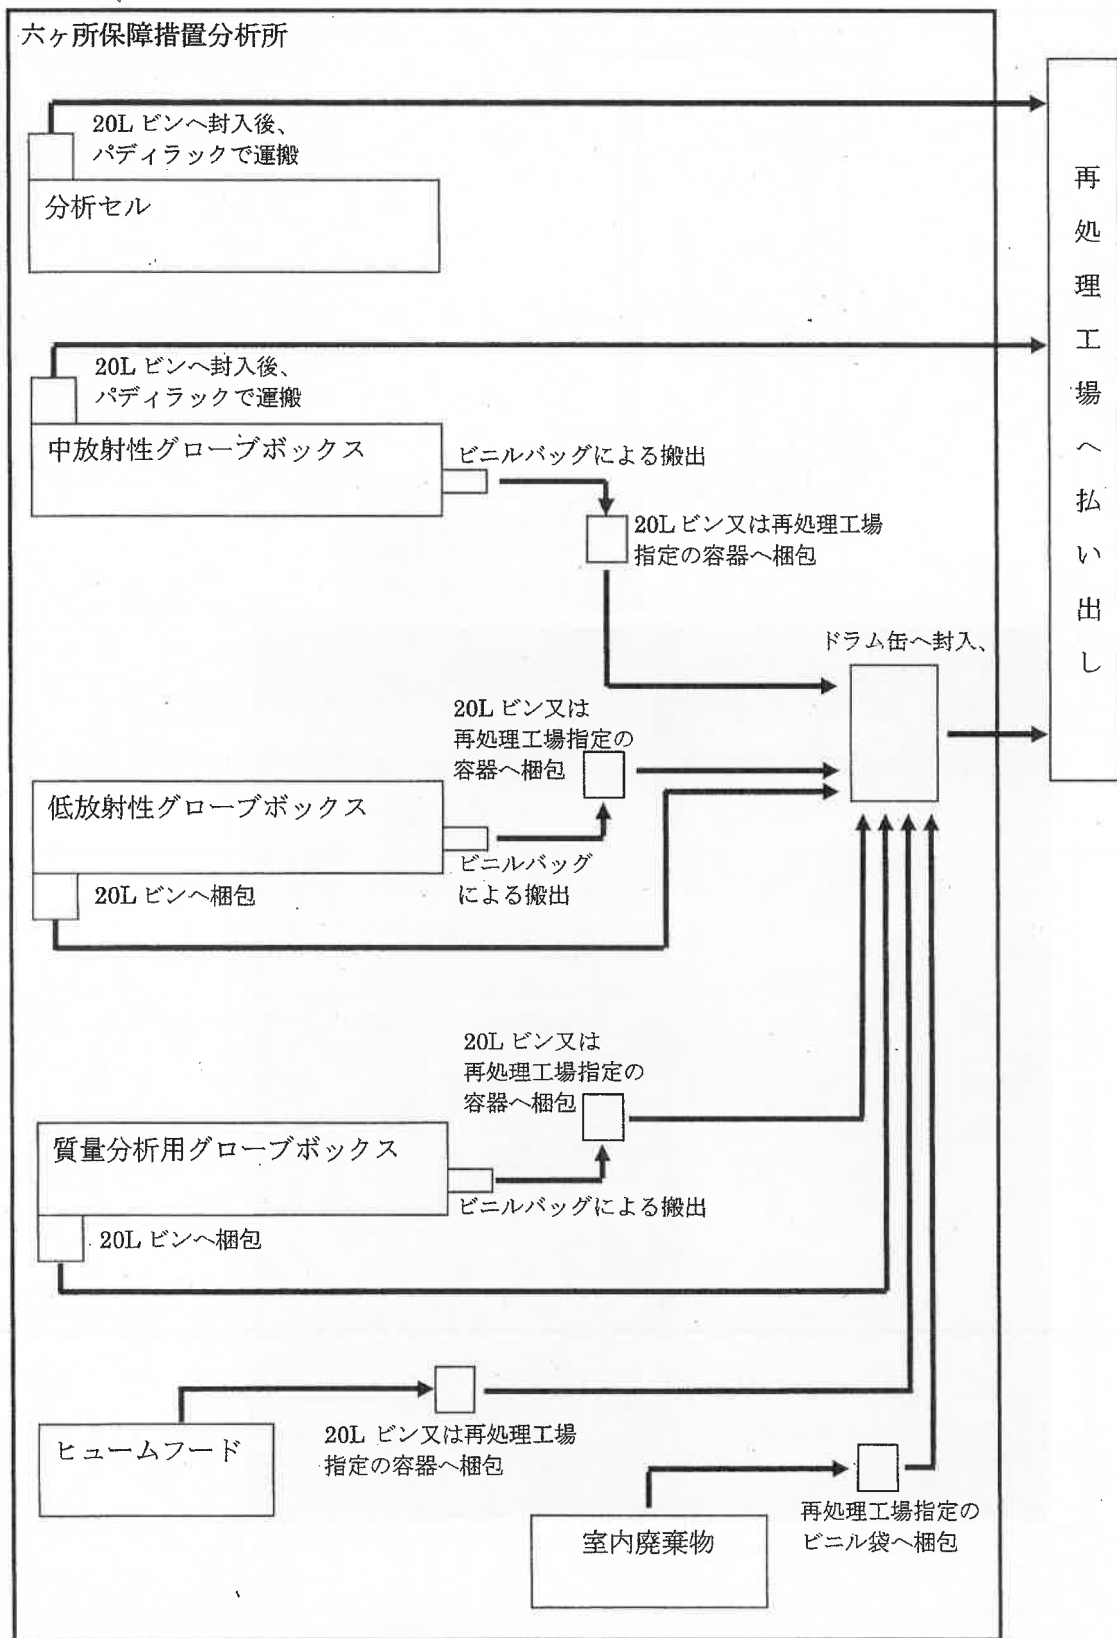 六ヶ所保障措置分析所
20L ビンへ封入後、
パディラックで運搬
分析セル
再処理工場へ払い出し
20L ビンへ封入後、
パディラックで運搬
中放射性グローブボックス
ビニルバッグによる搬出
20L ビン又は再処理工場
指定の容器へ梱包
ドラム缶へ封入、
20L ビン又は
再処理工場指定の
容器へ梱包
低放射性グローブボックス
ビニルバッグ
による搬出
20L ビンへ梱包
20L ビン又は
再処理工場指定の
容器へ梱包
質量分析用グローブボックス
ビニルバッグによる搬出
20L ビンへ梱包
ヒュームフード
20L ビン又は再処理工場
指定の容器へ梱包
室内廃棄物
再処理工場指定の
ビニル袋へ梱包